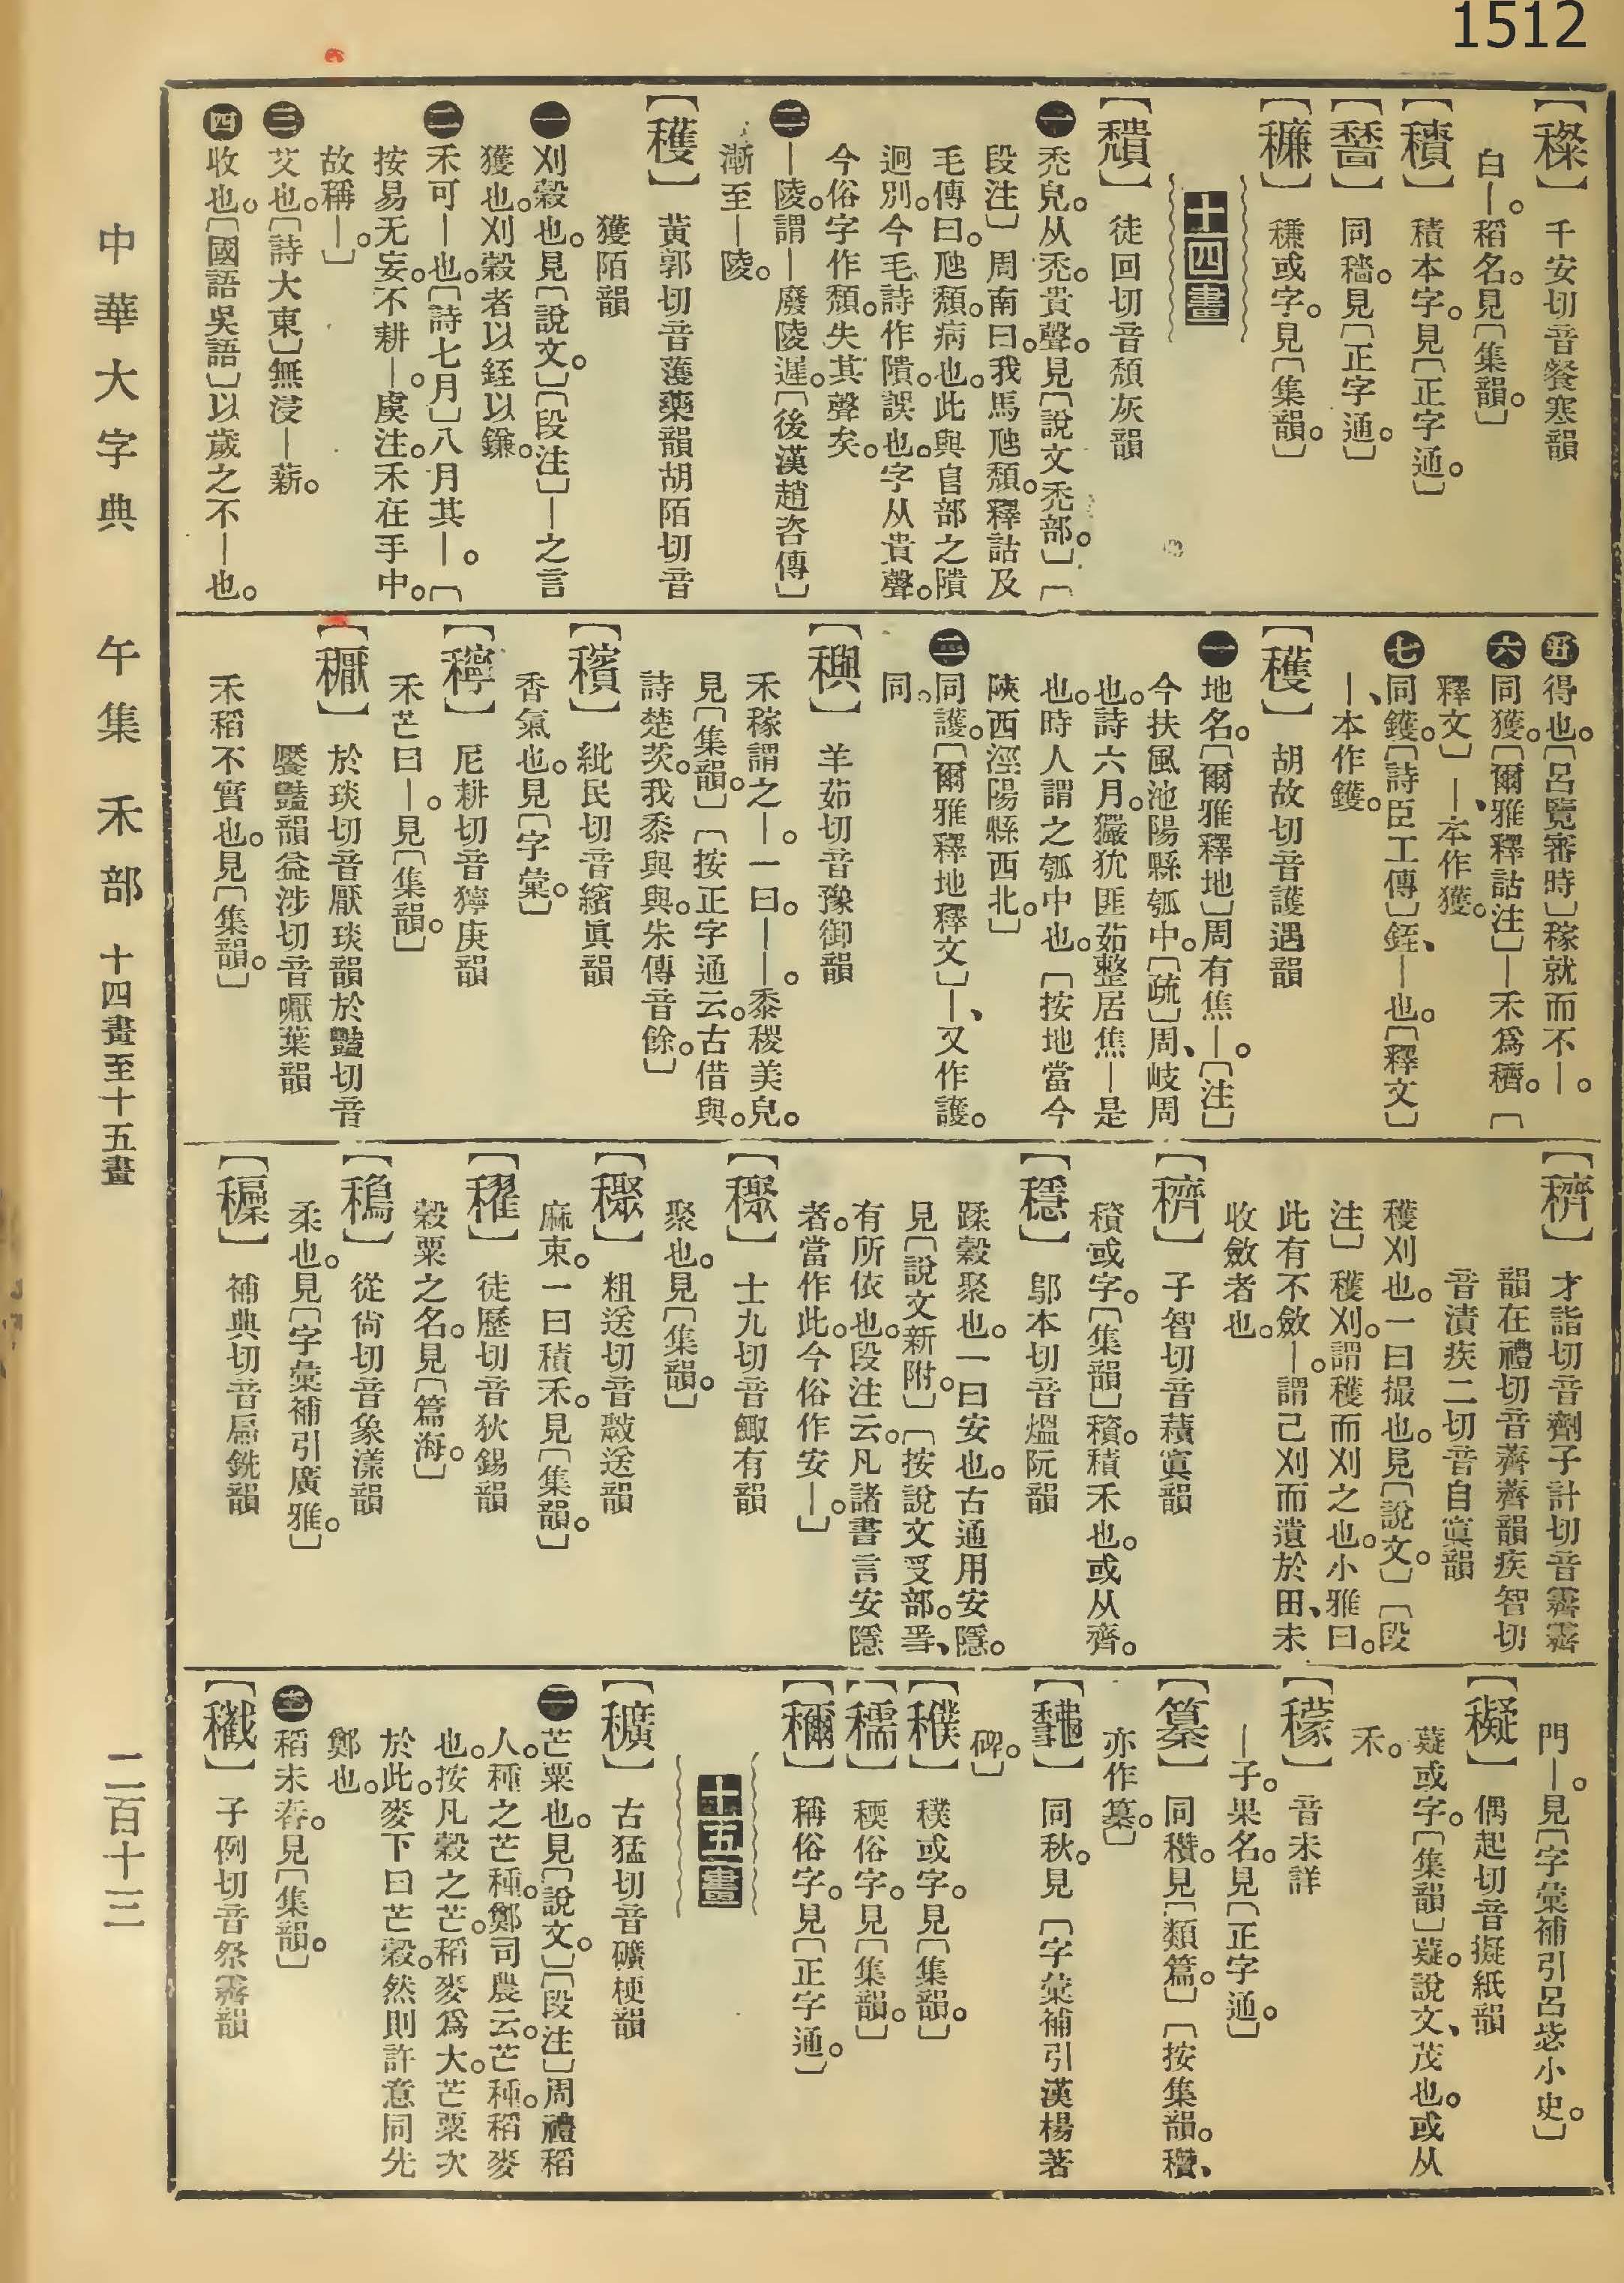 1512
【䅾】千安切音餐寒韻
白—。稻名。見〔集韻。〕
【𥢢】積本字。見〔正字通。〕
同穡。見〔正字通。〕
【穅】穅或字。見〔集韻。〕
十四畫
【穨】徒回切音頹灰韻
㊀禿皃。从禿。貴聲。見〔說文禿部。〕〔
段注〕周南曰。我馬虺頹。釋詁及
毛傳曰。虺頹。病也。此與𨸏部之隤
迥別。今毛詩作隤。誤也。字从貴聲。
今俗字作頹。失其聲矣。
㊁—陵。謂—廢陵遲。〔後漢趙咨傳〕
漸至—陵。
【穫】黃郭切音蒦藥韻胡陌切音
獲陌韻
㊀刈穀也。見〔說文。〕〔段注〕—之言
獲也。刈穀者以銍以鎌。
㊁禾可—也。〔詩七月〕八月其—。〔
按易无妄。不耕—。虞注。禾在手中。
故稱—。〕
㊂艾也。〔詩大東〕無浸—薪。
㊃收也。〔國語吳語〕以歲之不—也。
㊄得也。〔呂覽審時〕稼就而不—。
㊅同獲。〔爾雅釋詁注〕—禾爲穧。〔
釋文〕—、本作獲。
㊆同鑊。〔詩臣工傳〕銍、—也。〔釋文〕
—、本作鑊。
【穫】胡故切音護遇韻
㊀地名。〔爾雅釋地〕周有焦—。〔注〕
今扶風池陽縣瓠中。〔疏〕周、岐周
也。詩六月。玁狁匪茹整居焦—是
也。時人謂之瓠中也。〔按地當今
陝西涇陽縣西北。〕
㊁同護。〔爾雅釋地釋文〕—、又作護。
同。
【穥】羊茹切音豫御韻
禾稼謂之—。一曰。——。黍稷美皃。
見〔集韻。〕〔按正字通云。古借與。
詩楚茨。我黍與與。朱傳音餘。〕
【穦】紕民切音繽眞韻
香氣也。見〔字彙。〕
【䆨】尼耕切音獰庚韻
禾芒曰—。見〔集韻。〕
【𥣘】於琰切音厭琰韻於豔切音
饜豔韻益涉切音嚈葉韻
禾稻不實也。見〔集韻。〕
【穧】才詣切音劑子計切音霽霽
韻在禮切音薺薺韻疾智切
音漬疾二切音自寘韻
穫刈也。一曰撮也。見〔說文。〕〔段
注〕穫刈。謂穫而刈之也。小雅曰。
此有不斂—。謂已刈而遺於田、未
收斂者也。
【穧】子智切音積寘韻
積或字。〔集韻〕積。積禾也。或从齊。
【穩】鄔本切音熅阮韻
蹂穀聚也。一曰安也。古通用安隱。
見〔說文新附。〕〔按說文𠬪部。㥯、
有所依也。段注云。凡諸書言安隱
者。當作此。今俗作安—。〕
【穝】士九切音鯫有韻
聚也。見〔集韻。〕
粗送切音䕺送韻
麻束。一曰積禾。見〔集韻。〕
【䆆】徒歷切音狄錫韻
穀粟之名。見〔篇海。〕
從尙切音象漾韻
柔也。見〔字彙補引廣雅。〕
補典切音扁銑韻
門—。見〔字彙補引呂毖小史。〕
【𥣥】偶起切音擬紙韻
薿或字。〔集韻〕薿。說文、茂也。或从
禾。
【𥣛】音未詳
—子。果名。見〔正字通。〕
同穳。見〔類篇。〕〔按集韻。穳、
亦作䉵。〕
同秋。見〔字彙補引漢楊著
碑。〕
【穙】䅽或字。見〔集韻。〕
【穤】稬俗字。見〔集韻。〕
【穪】稱俗字。見〔正字通。〕
十五畫
【穬】古猛切音礦梗韻
㊀芒粟也。見〔說文。〕〔段注〕周禮稻
人。種之芒種。鄭司農云。芒種。稻麥
也。按凡穀之芒。稻麥爲大。芒粟次
於此。麥下曰芒穀。然則許意同先
鄭也。
㊁稻未舂。見〔集韻。〕
子例切音祭霽韻
中華大字典　午集　禾部　十四畫至十五畫　二百十三